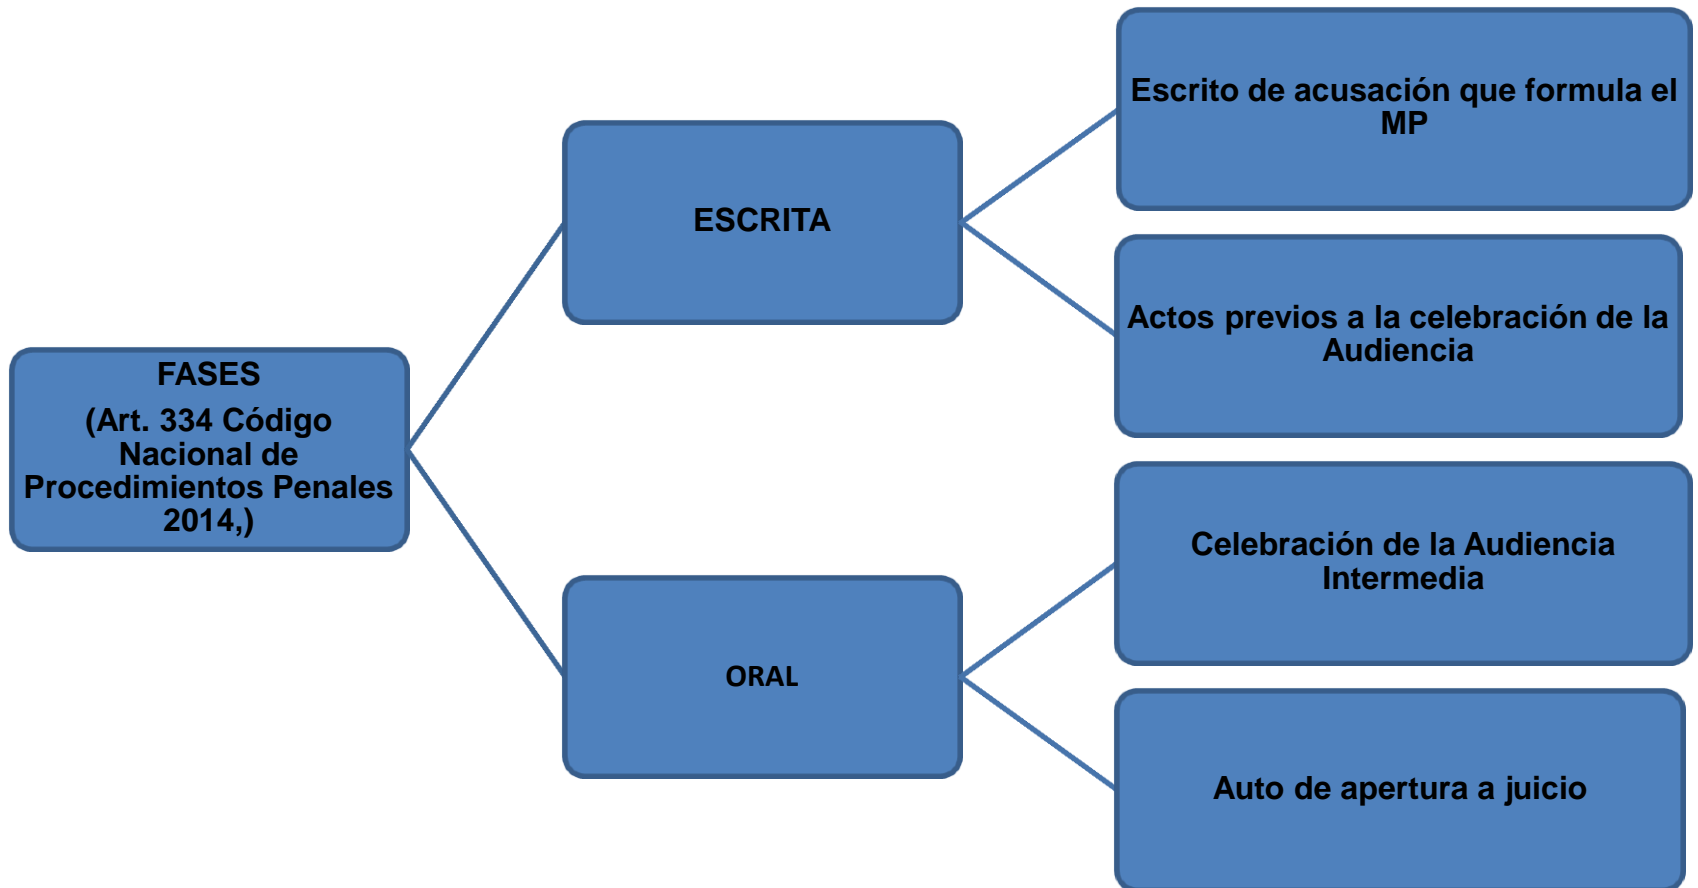 FASES
(Art. 334 Código
Nacional de
Procedimientos Penales
2014,)
ESCRITA
Escrito de acusación que formula el
MP
Actos previos a la celebración de la
Audiencia
ORAL
Celebración de la Audiencia
Intermedia
Auto de apertura a juicio